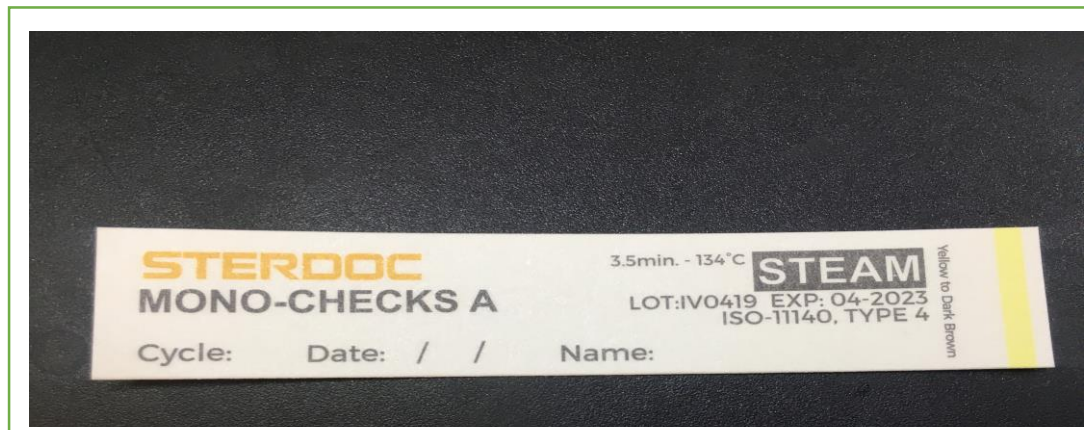 STERDOC
MONO-CHECKS A
3.5min. - 134°C STEAM
LOT:IV0419 EXP: 04-2023
ISO-11140, TYPE 4
Cycle: Date: / / Name:
Yellow to Dark Brown